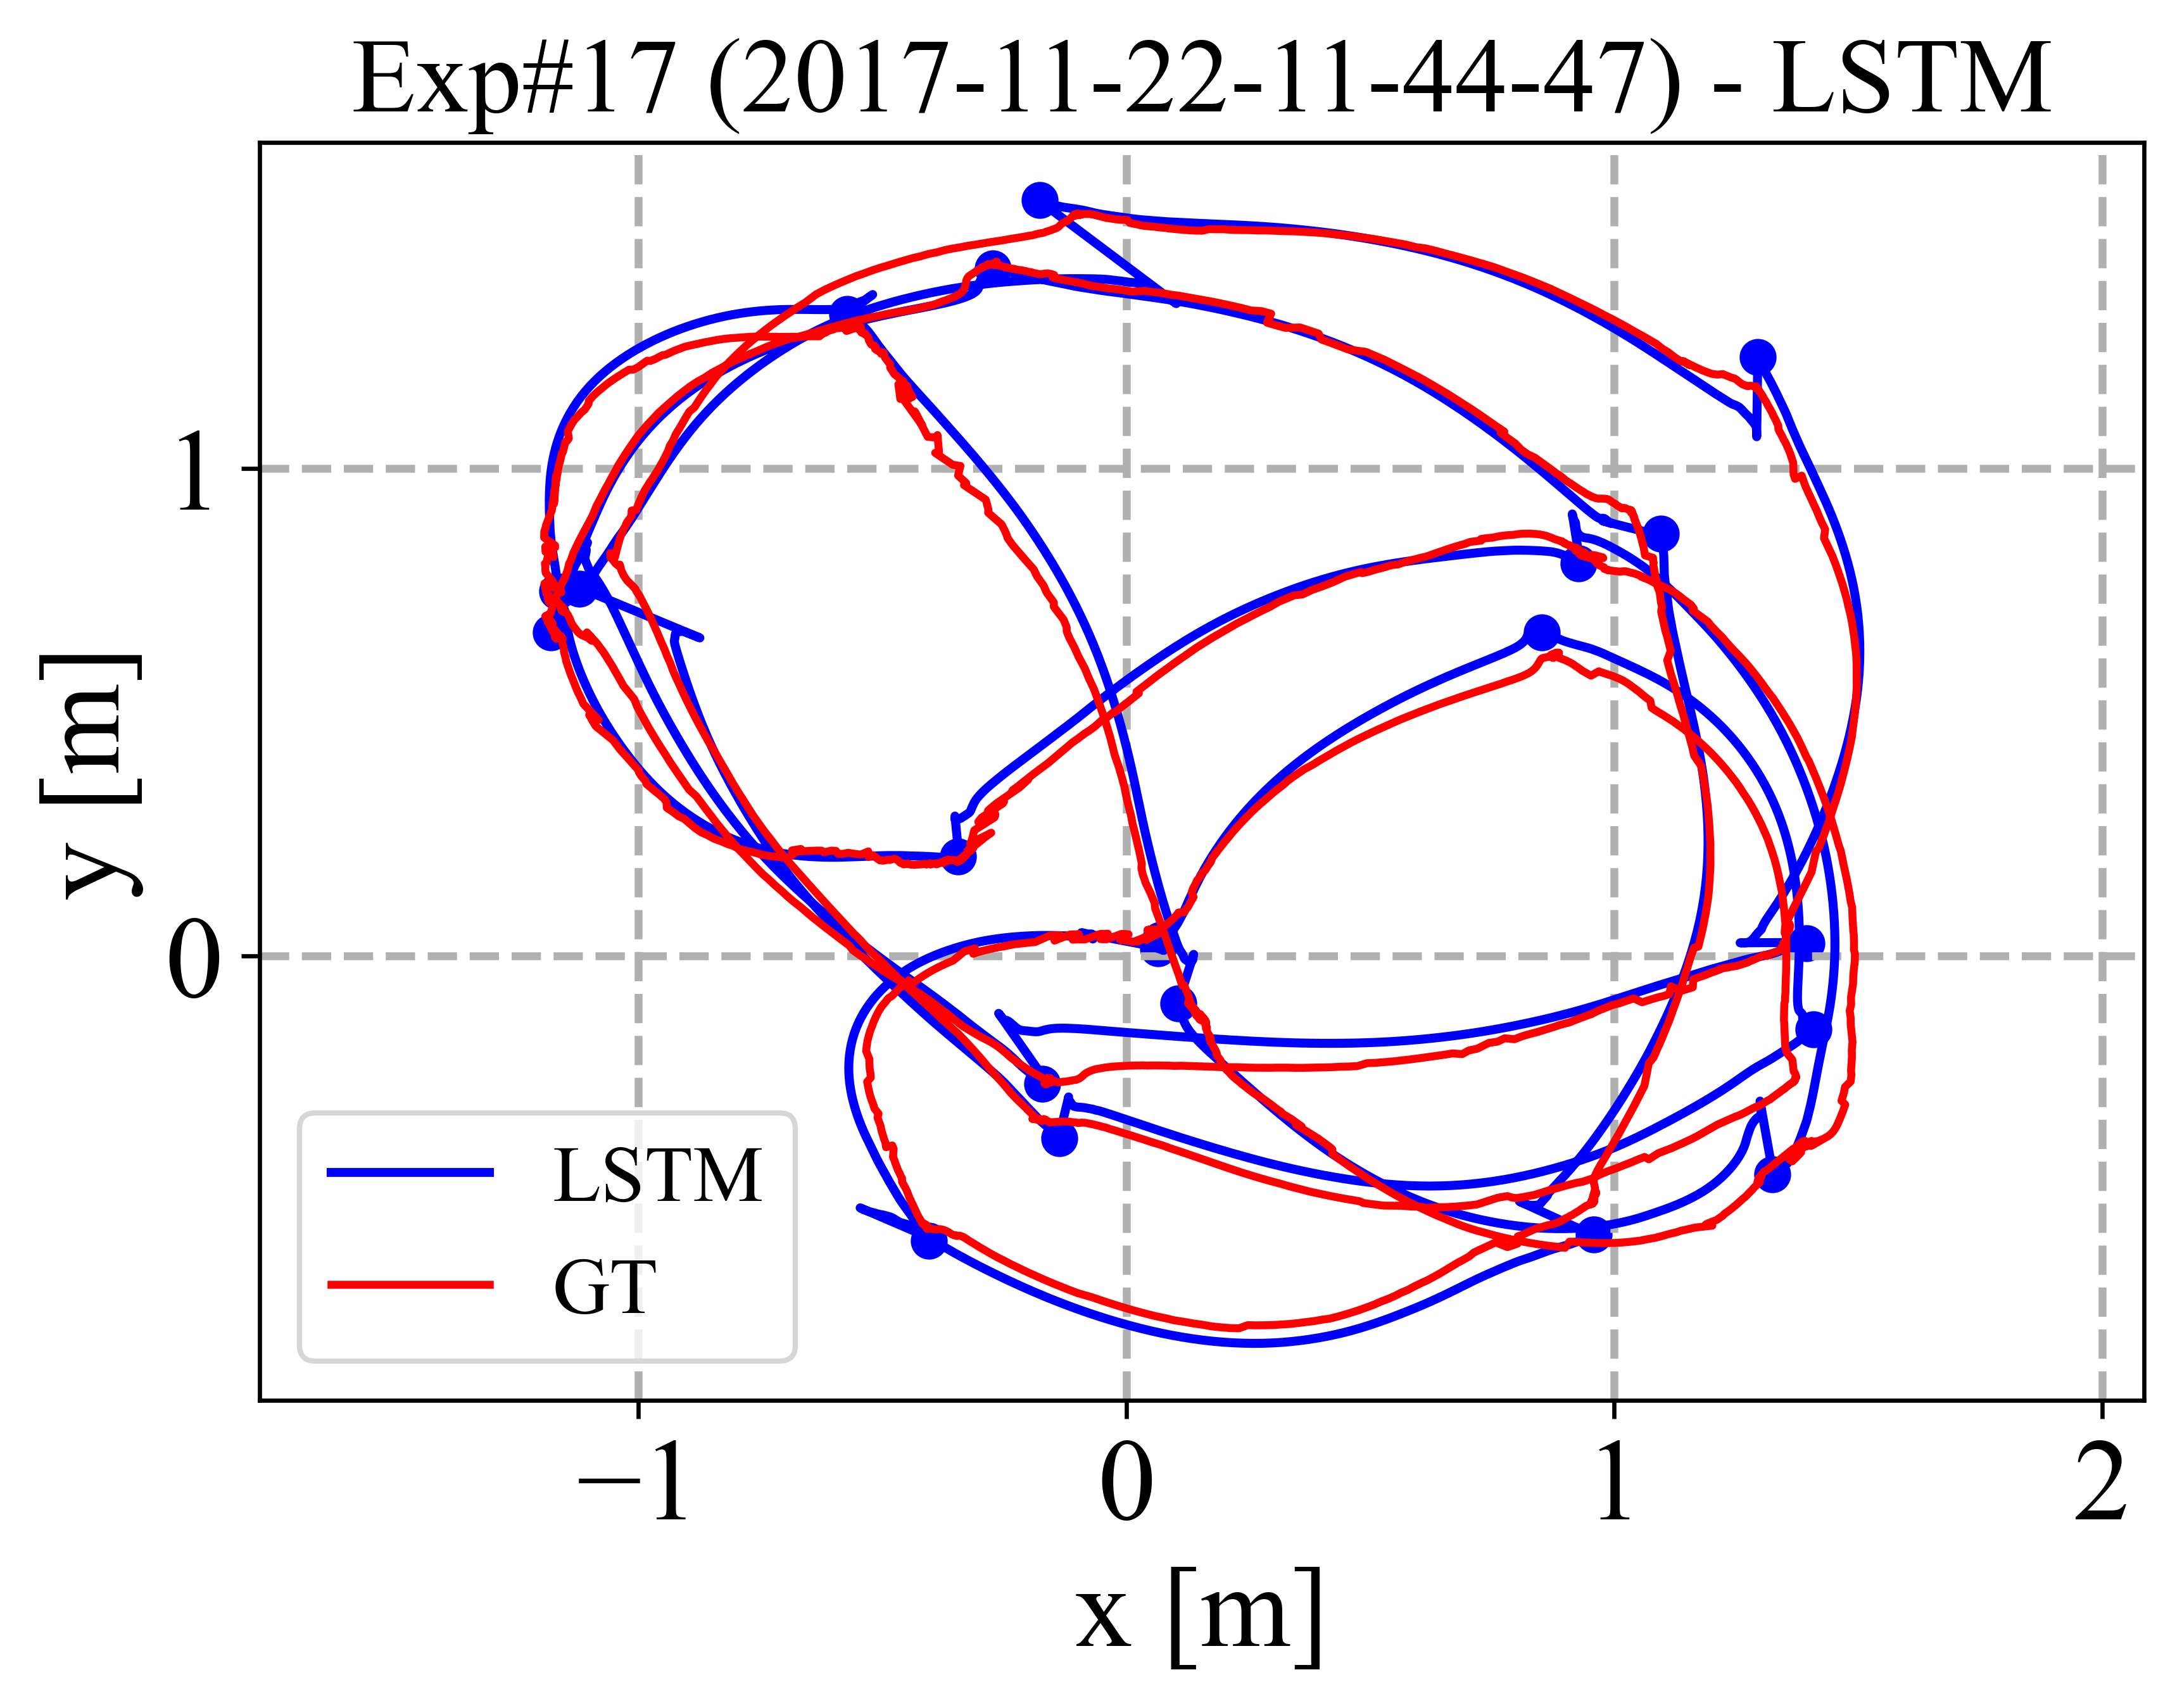 Exp#17 (2017-11-22-11-44-47) - LSTM
1
0
y [m]
LSTM
GT
−1 0 1 2
x [m]